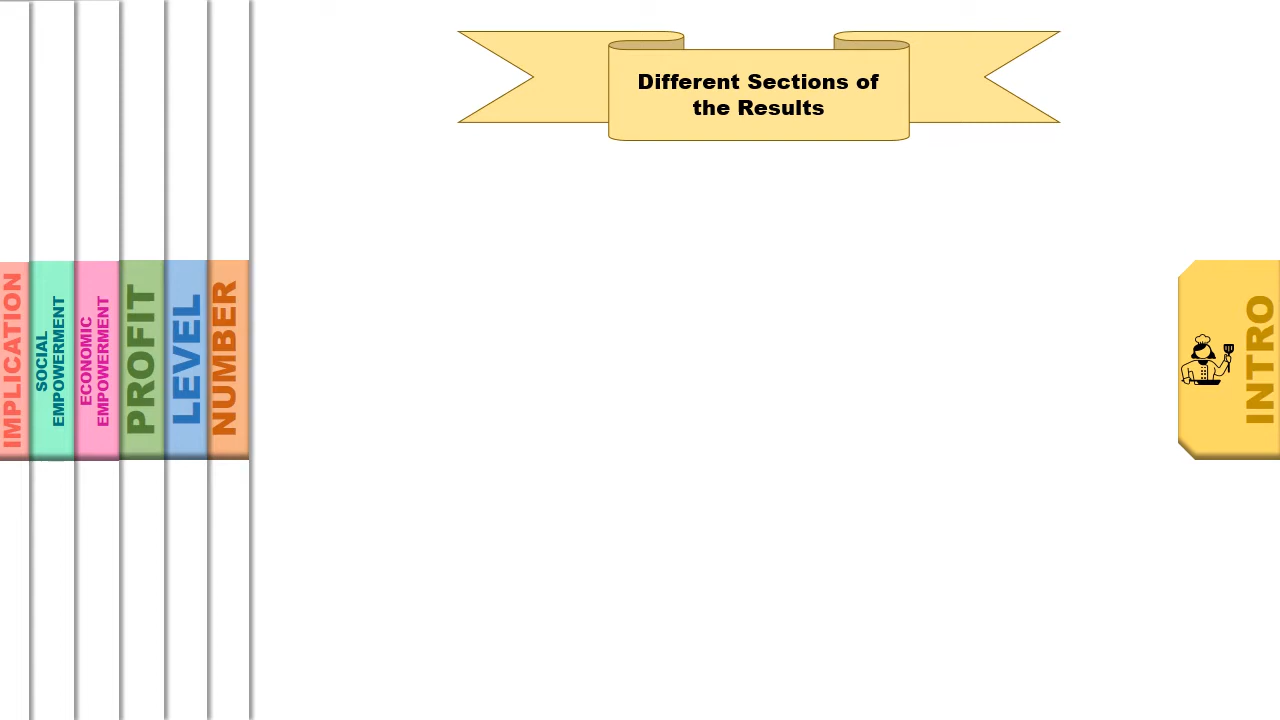 Different Sections of
the Results
IMPLICATION
SOCIAL
EMPOWERMENT
ECONOMIC
EMPOWERMENT
PROFIT
LEVEL
NUMBER
INTRO